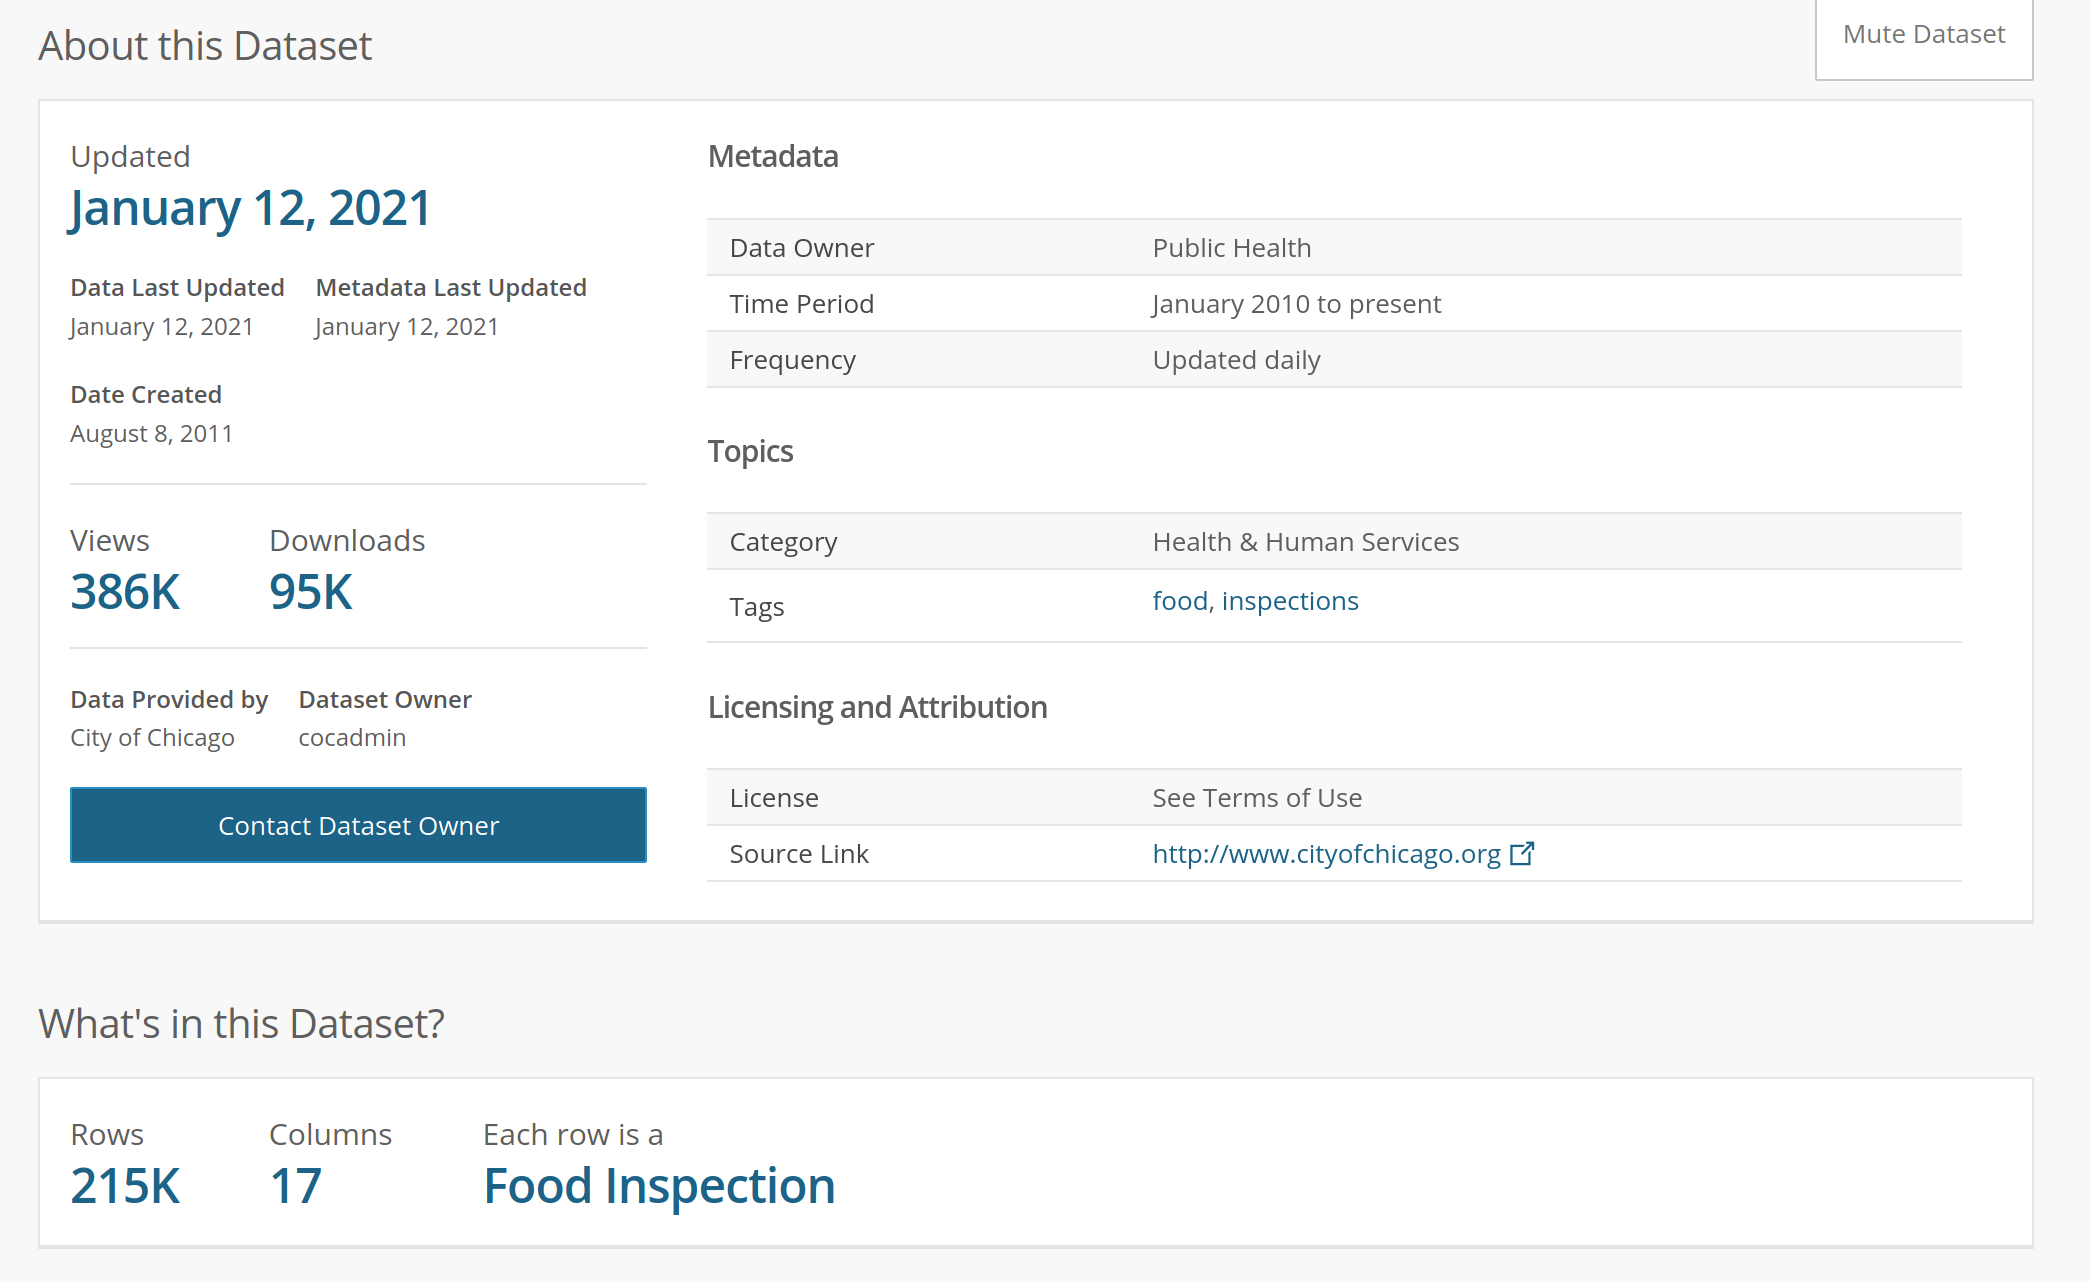 About this Dataset
Mute Dataset
Updated
January 12, 2021
Data Last Updated Metadata Last Updated
January 12, 2021 January 12, 2021
Date Created
August 8, 2011
Views Downloads
386K 95K
Data Provided by Dataset Owner
City of Chicago cocadmin
Contact Dataset Owner
Metadata
Data Owner Public Health
Time Period January 2010 to present
Frequency Updated daily
Topics
Category Health & Human Services
Tags food, inspections
Licensing and Attribution
License See Terms of Use
Source Link http://www.cityofchicago.org
What's in this Dataset?
Rows Columns Each row is a
215K 17 Food Inspection